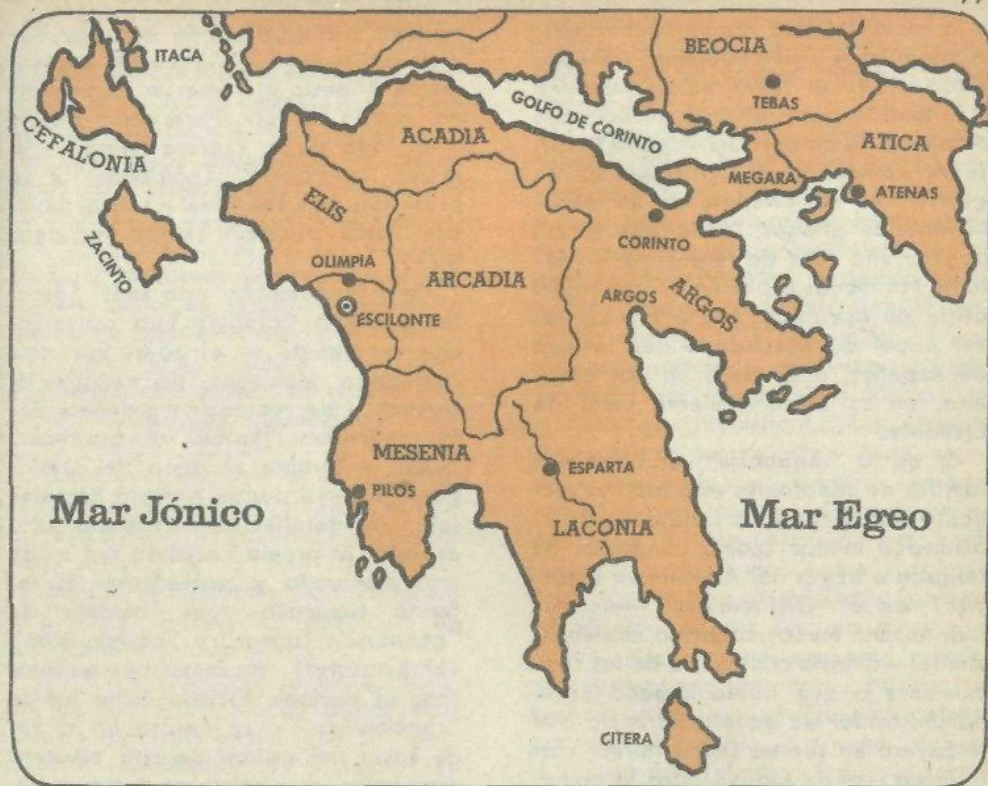 ITACA
CEFALONIA
ZACINTO
BEOCIA
TEBAS
GOLFO DE CORINTO
ACADIA
ATICA
MEGARA
ATENAS
ELIS
CORINTO
OLIMPIA
ARCADIA
ARGOS
ARGOS
ESCILONTE
MESENIA
ESPARTA
PILOS
Mar Jónico
LACONIA
Mar Egeo
CITERA